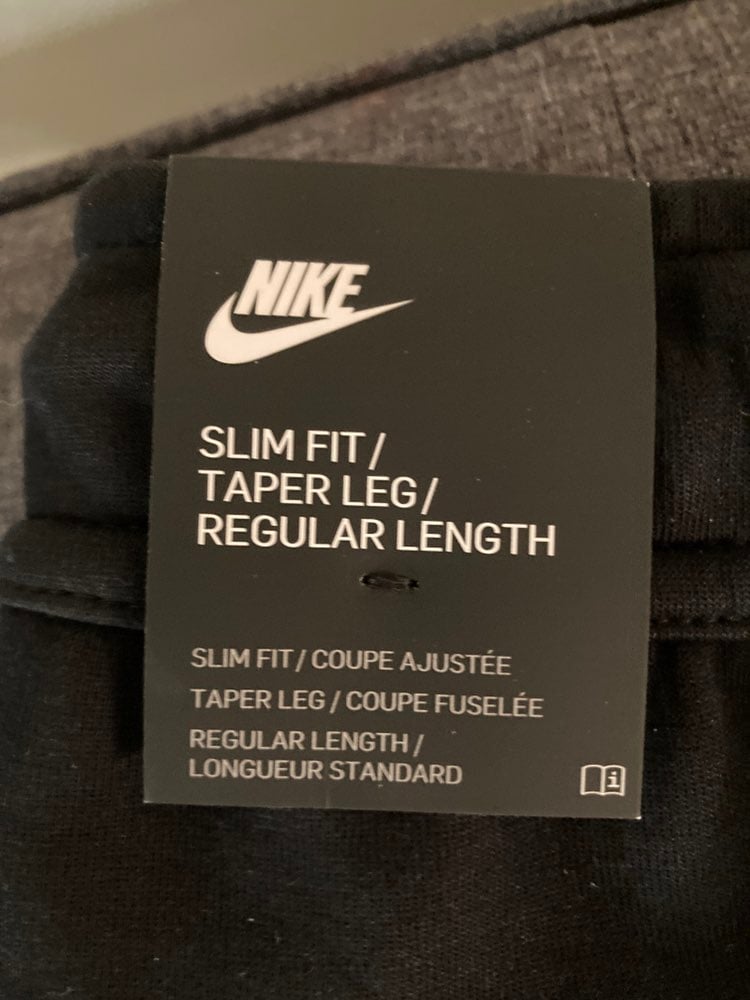 NIKE
SLIM FIT/
TAPER LEG/
REGULAR LENGTH
SLIM FIT/COUPE AJUSTÉE
TAPER LEG/COUPE FUSELÉE
REGULAR LENGTH/
LONGUEUR STANDARD
i